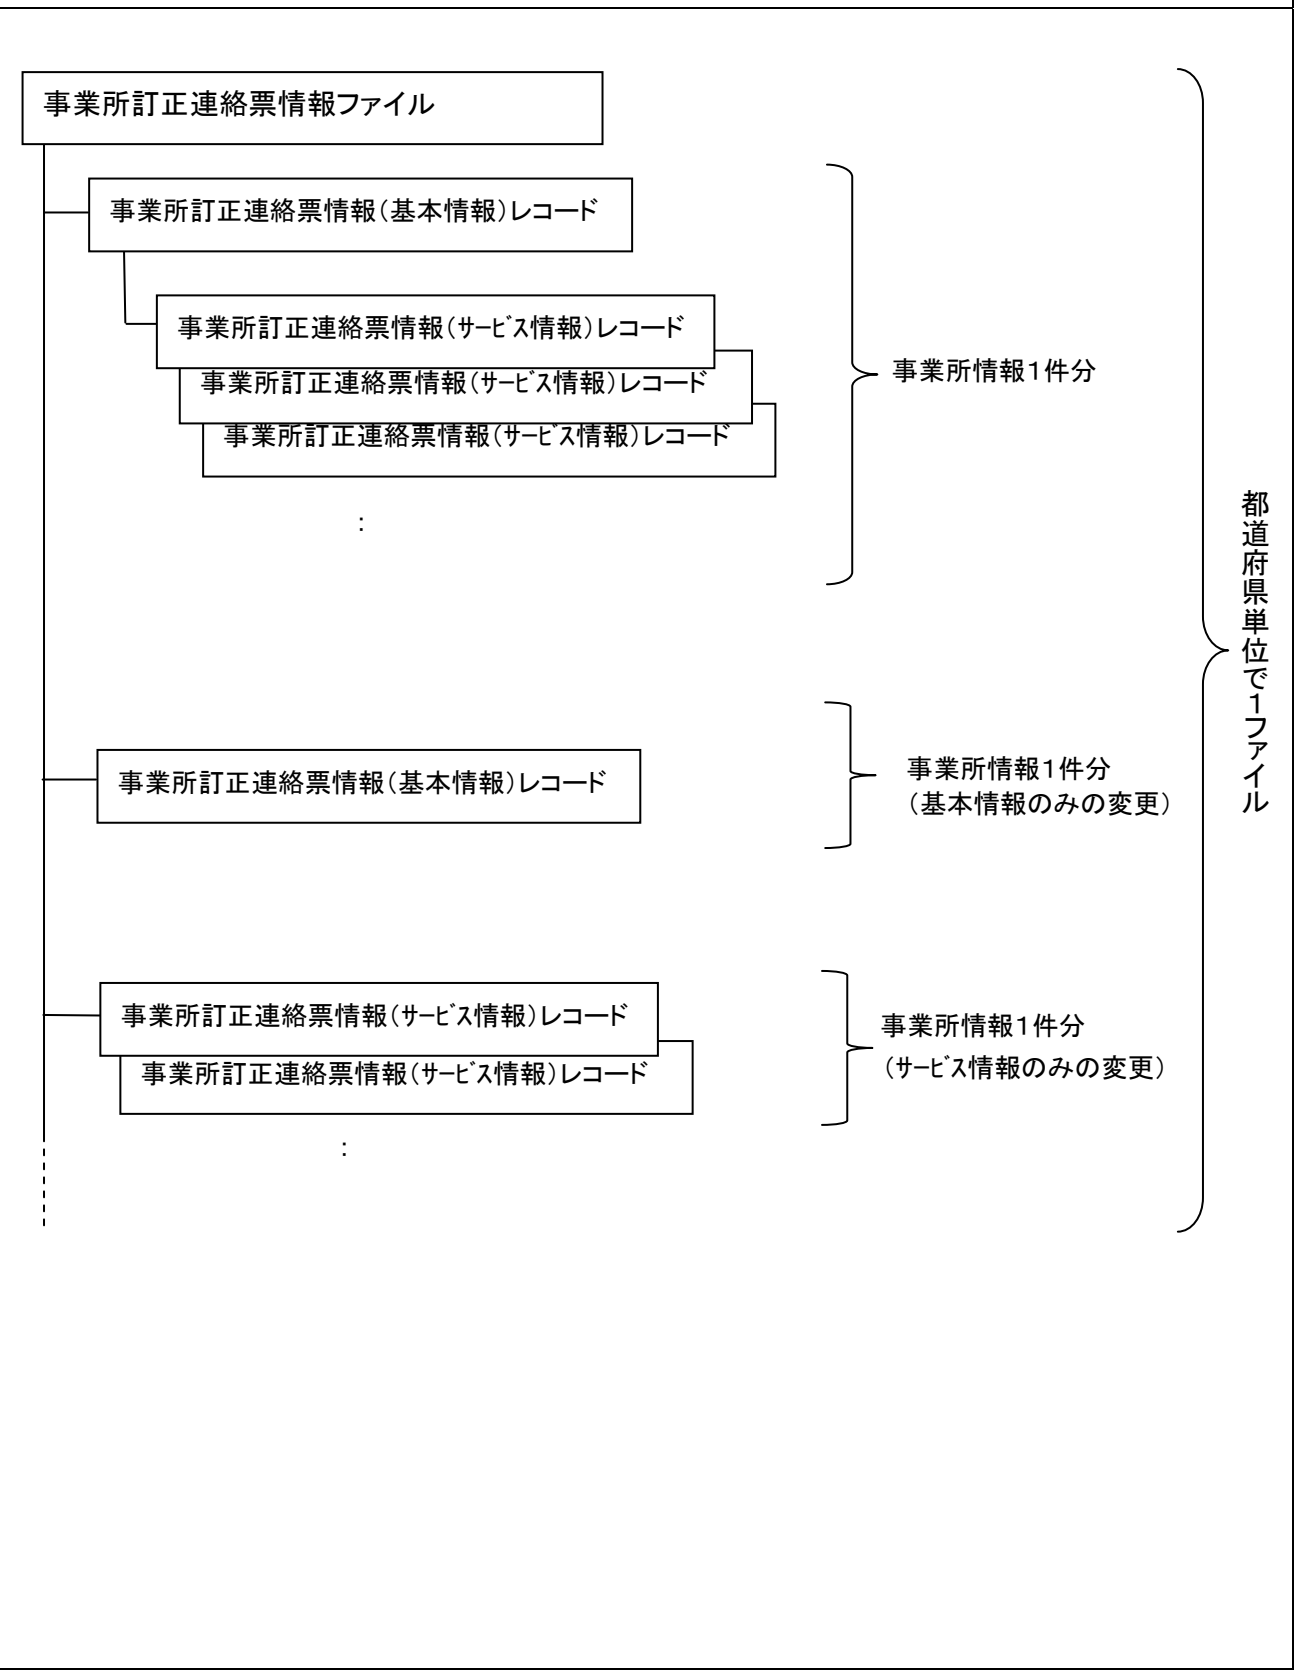 事業所訂正連絡票情報ファイル
事業所訂正連絡票情報（基本情報）レコード
事業所訂正連絡票情報（ｻｰﾋﾞｽ情報）レコード
事業所訂正連絡票情報（ｻｰﾋﾞｽ情報）レコード
事業所訂正連絡票情報（ｻｰﾋﾞｽ情報）レコード
：
事業所情報１件分
事業所訂正連絡票情報（基本情報）レコード
事業所情報１件分
（基本情報のみの変更）
事業所訂正連絡票情報（ｻｰﾋﾞｽ情報）レコード
事業所訂正連絡票情報（ｻｰﾋﾞｽ情報）レコード
：
事業所情報１件分
（ｻｰﾋﾞｽ情報のみの変更）
都道府県単位で１ファイル